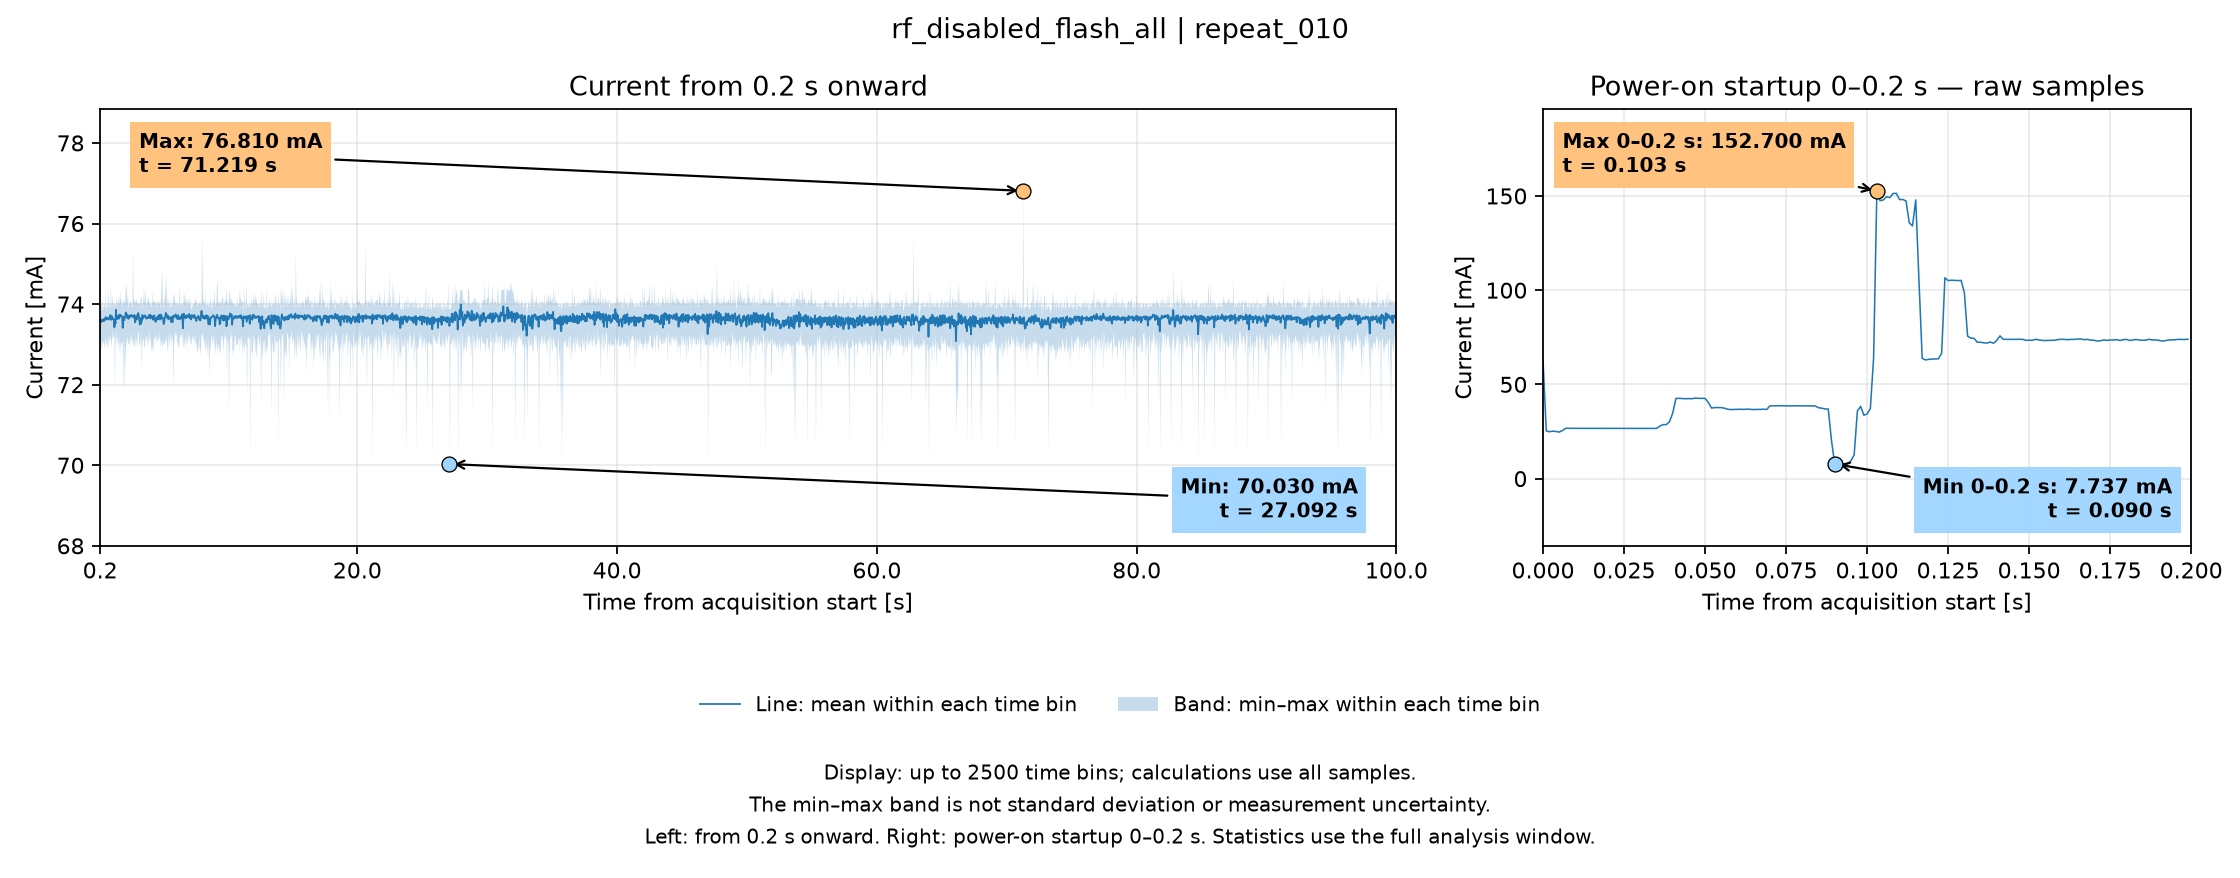 rf_disabled_flash_all | repeat_010
Current from 0.2 s onward
Max: 76.810 mA
t = 71.219 s
Min: 70.030 mA
t = 27.092 s
78
76
74
72
70
68
Current [mA]
0.2
20.0
40.0
60.0
80.0
100.0
Time from acquisition start [s]
Power-on startup 0–0.2 s — raw samples
Max 0–0.2 s: 152.700 mA
t = 0.103 s
Min 0–0.2 s: 7.737 mA
t = 0.090 s
150
100
50
0
Current [mA]
0.000
0.025
0.050
0.075
0.100
0.125
0.150
0.175
0.200
Time from acquisition start [s]
Line: mean within each time bin
Band: min–max within each time bin
Display: up to 2500 time bins; calculations use all samples.
The min–max band is not standard deviation or measurement uncertainty.
Left: from 0.2 s onward. Right: power-on startup 0–0.2 s. Statistics use the full analysis window.